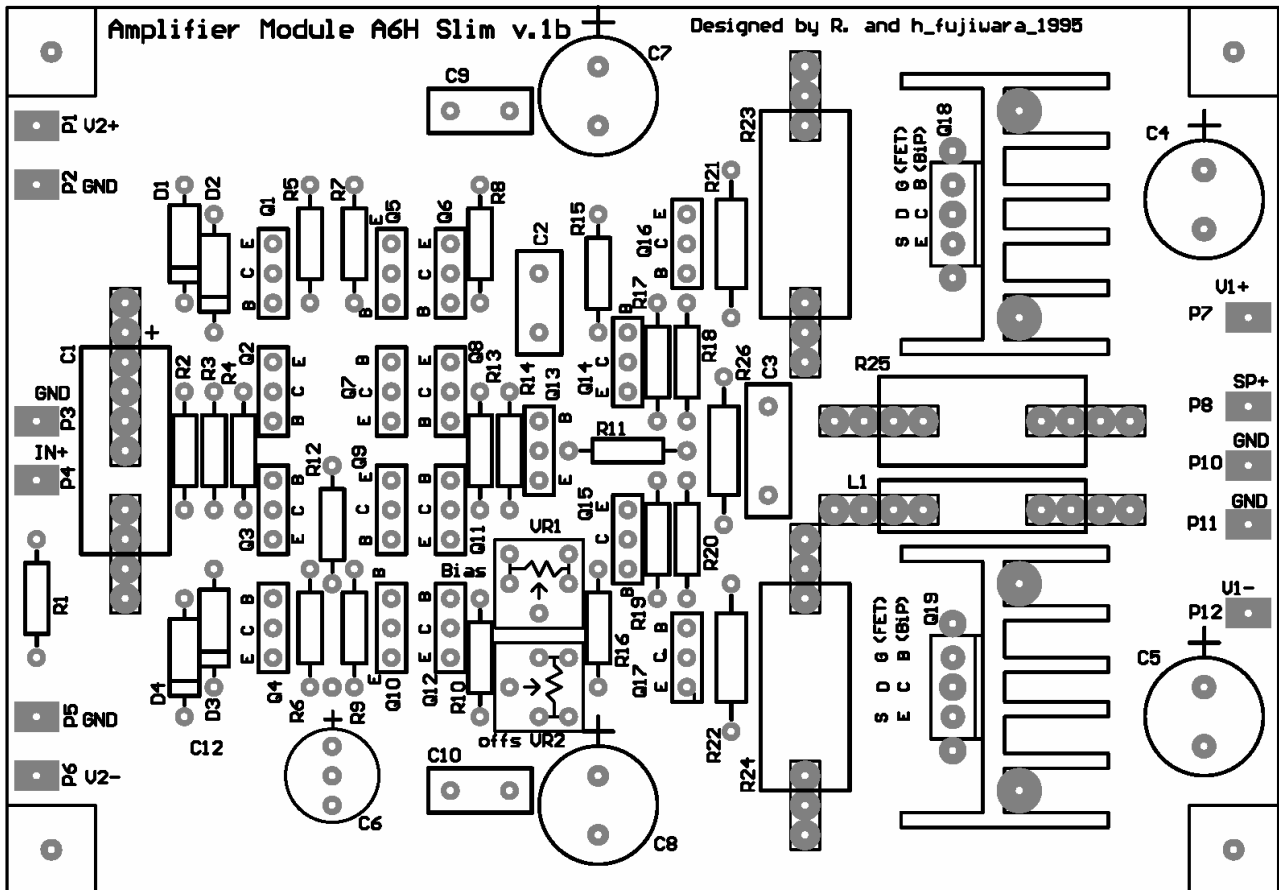 Amplifier Module A6H Slim v.1b
Designed by R. and h_fujiwara_1995
C7
C9
P1 V2+
P2 GND
D1
D2
Q1
R5
R7
Q5
Q6
R8
E
C
B
E
C
B
E
C
B
C2
R15
Q16
E
C
B
R21
R23
Q18
S D G (FET)
E C B (BiP)
C4
V1+
P7
C1
+
GND
P3
IN+
P4
R2
R3
R4
Q2
E
C
B
Q7
B
C
E
Q8
E
C
B
R13
R14
Q13
B
E
R17
Q14
B
C
E
R18
R26
C3
R25
SP+
P8
GND
P10
GND
P11
R11
R12
Q3
B
C
E
Q9
E
C
B
Q11
B
C
E
Q15
E
C
B
R20
R19
L1
VR1
Bias
R1
D4
D3
Q4
B
C
E
R6
R9
Q10
B
E
Q12
B
C
E
R10
R16
Q17
B
C
E
R22
R24
Q19
S D G (FET)
E C B (BiP)
V1-
P12
C5
P5 GND
P6 V2-
C12
C6
offs VR2
C10
C8